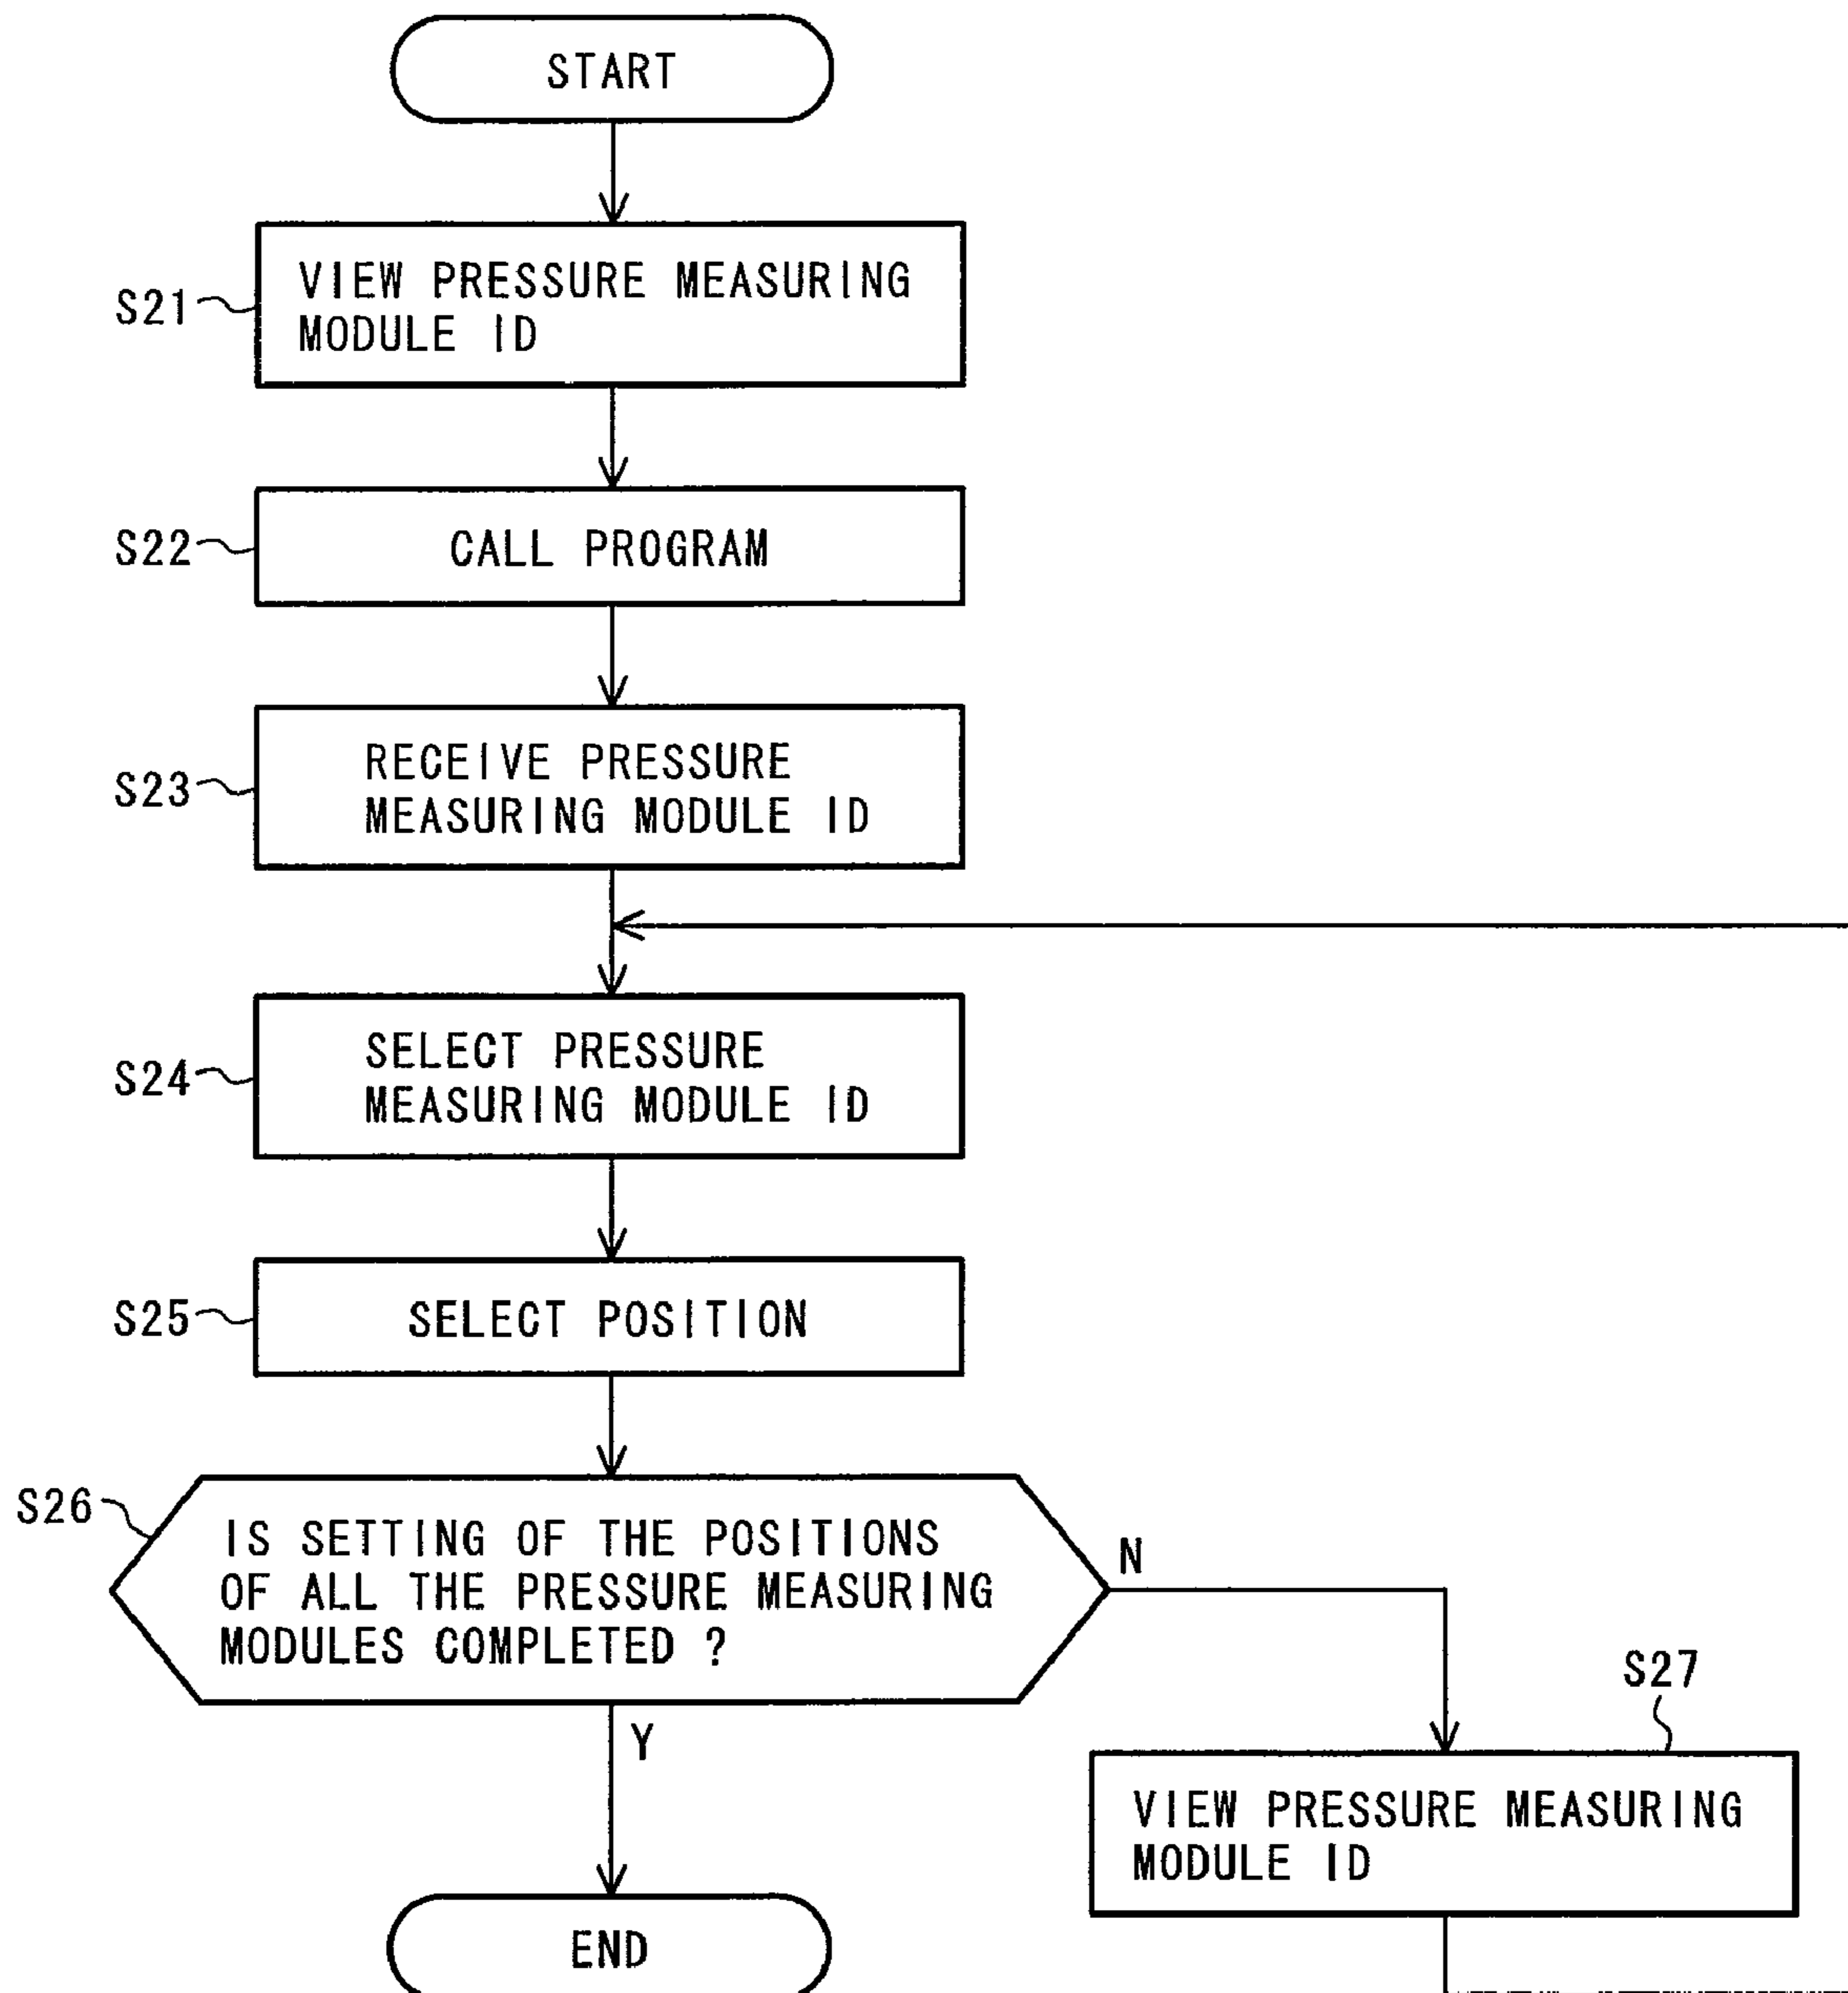 START
S21
VIEW PRESSURE MEASURING
MODULE ID
S22
CALL PROGRAM
S23
RECEIVE PRESSURE
MEASURING MODULE ID
S24
SELECT PRESSURE
MEASURING MODULE ID
S25
SELECT POSITION
S26
IS SETTING OF THE POSITIONS
OF ALL THE PRESSURE MEASURING
MODULES COMPLETED ?
N
Y
S27
VIEW PRESSURE MEASURING
MODULE ID
END